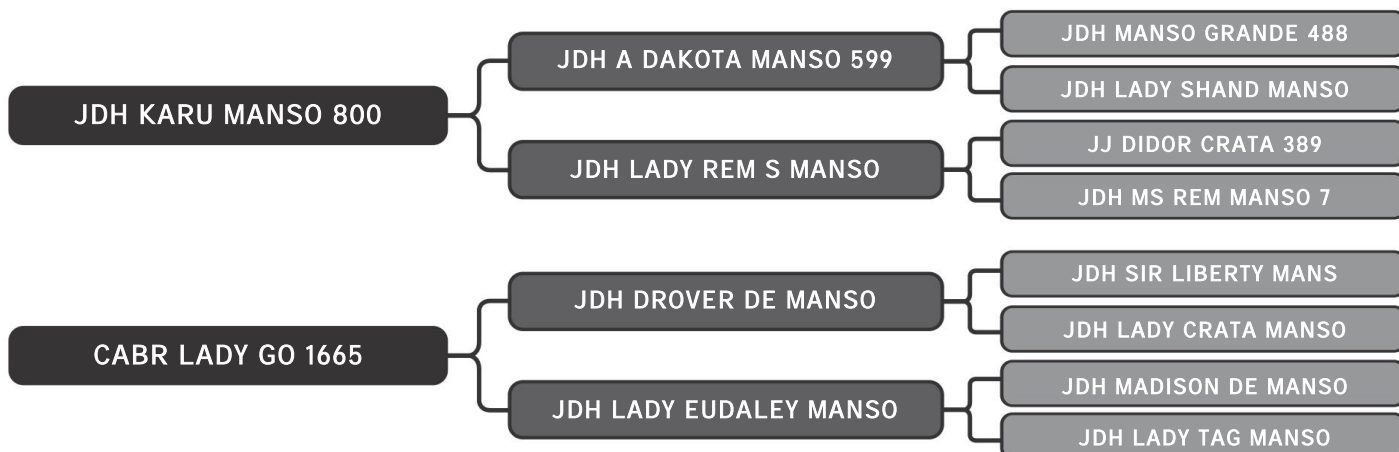 JDH KARU MANSO 800
JDH A DAKOTA MANSO 599
JDH MANSO GRANDE 488
JDH LADY SHAND MANSO
JDH LADY REM S MANSO
JJ DIDOR CRATA 389
JDH MS REM MANSO 7
CABR LADY GO 1665
JDH DROVER DE MANSO
JDH SIR LIBERTY MANS
JDH LADY CRATA MANSO
JDH LADY EUDALEY MANSO
JDH MADISON DE MANSO
JDH LADY TAG MANSO